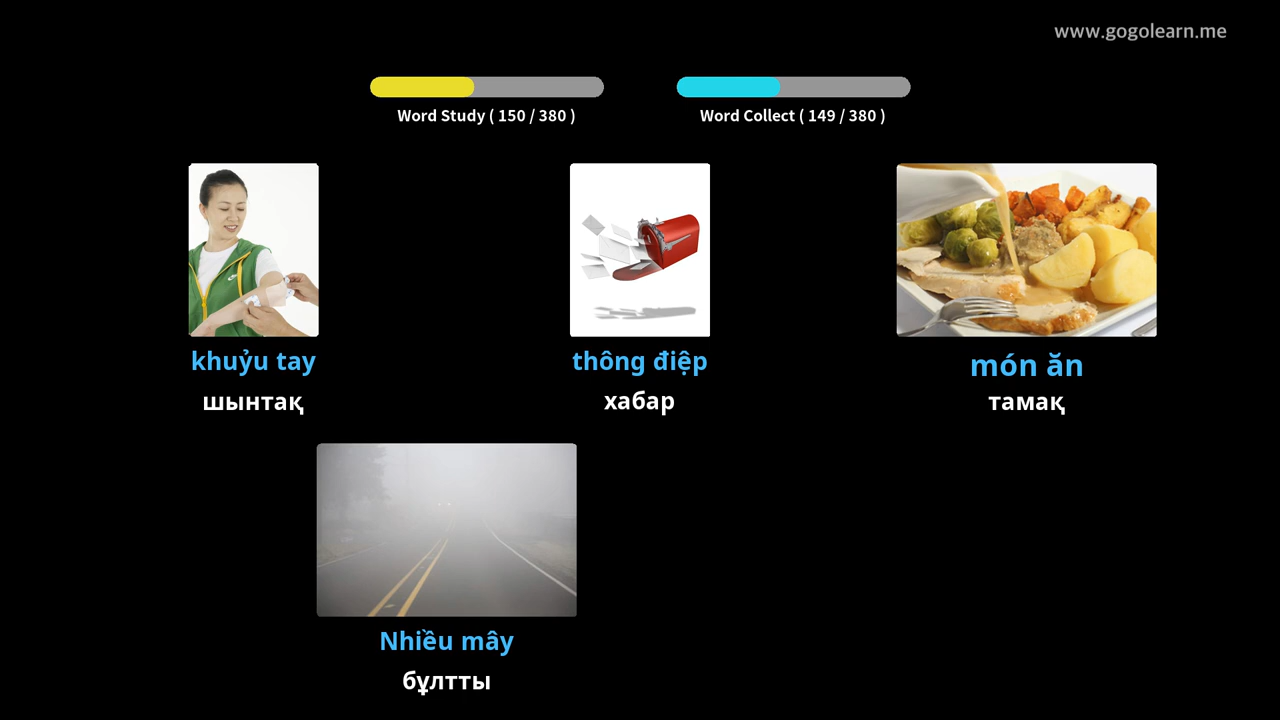 www.gogolearn.me
Word Study ( 150 / 380 )
Word Collect ( 149 / 380 )
khuỷu tay
thông điệp
món ăn
шынтақ
хабар
тамақ
Nhiều mây
бұлтты